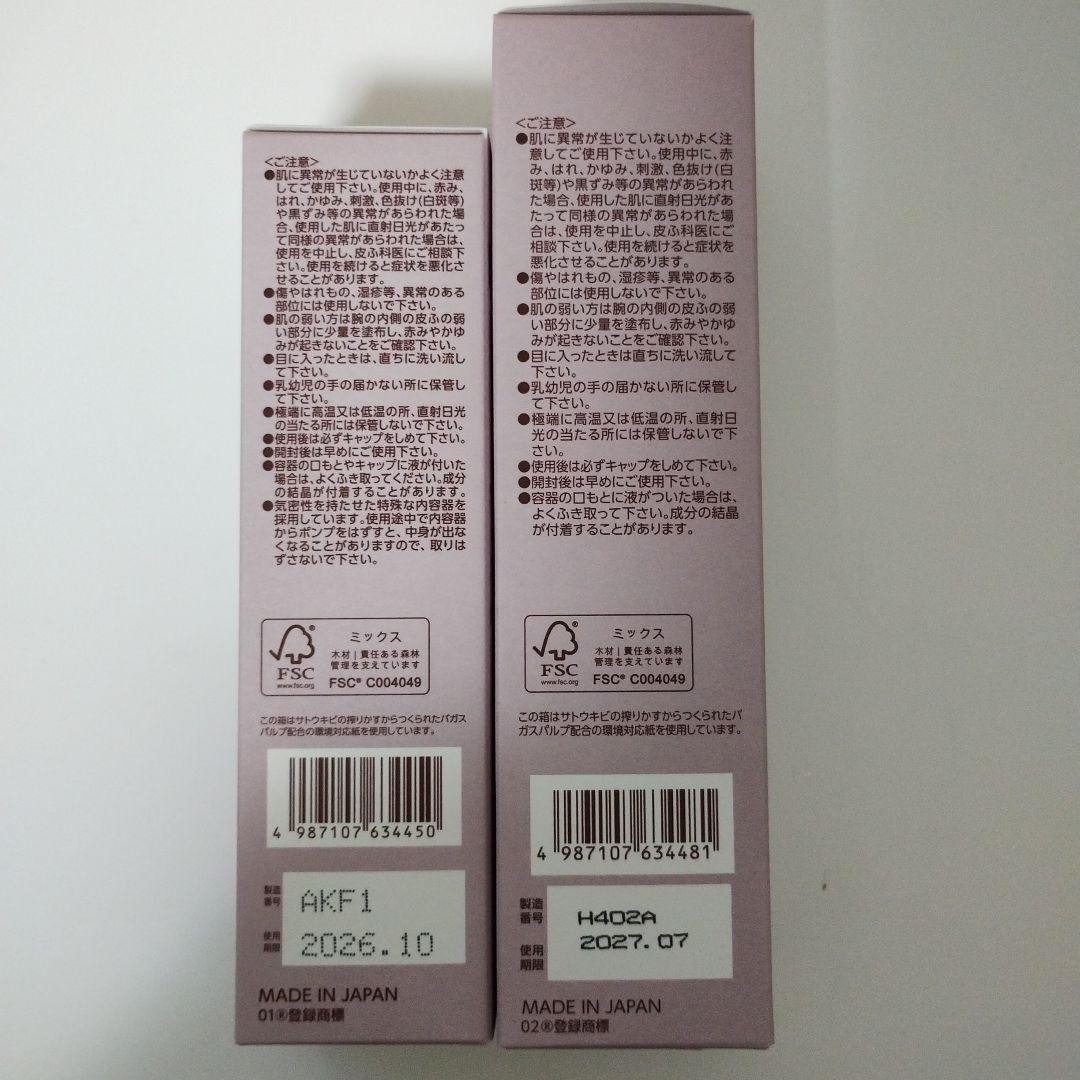 <ご注意>
●肌に異常が生じていないかよく注意
してご使用下さい。使用中に、赤み、
はれ、かゆみ、刺激、色抜け(白斑等)
や黒ずみ等の異常があらわれた場
合、使用した肌に直射日光があたっ
て同様の異常があらわれた場合は、
使用を中止し、皮ふ科医にご相談下
さい。使用を続けると症状を悪化さ
せることがあります。
●傷やはれもの、湿疹等、異常のある
部位には使用しないで下さい。
●肌の弱い方は腕の内側の皮ふの弱
い部分に少量を塗布し、赤みやかゆ
みが起きないことをご確認下さい。
●目に入ったときは、直ちに洗い流し
て下さい。
●乳幼児の手の届かない所に保管し
て下さい。
●極端に高温又は低温の所、直射日光
の当たる所には保管しないで下さい。
●使用後は必ずキャップをしめて下さい。
●開封後は早めにご使用下さい。
●容器の口もとやキャップに液が付いた
場合は、よくふき取ってください。成分
の結晶が付着することがあります。
●気密性を持たせた特殊な内容器を
採用しています。使用途中で内容器
からポンプをはずすと、中身が出な
くなることがありますので、取りは
ずさないで下さい。
FSC®
www.fsc.org
ミックス
木材|責任ある森林
管理を支えています
FSC® C004049
この箱はサトウキビの搾りかすからつくられたバガス
パルプ配合の環境対応紙を使用しています。
4 987107 634450
製造
番号
AKF1
使用
期限
2026.10
MADE IN JAPAN
01®登録商標
<ご注意>
●肌に異常が生じていないかよく注
意してご使用下さい。使用中に、赤
み、はれ、かゆみ、刺激、色抜け(白
斑等)や黒ずみ等の異常があらわれ
た場合、使用した肌に直射日光があ
たって同様の異常があらわれた場
合は、使用を中止し、皮ふ科医にご
相談下さい。使用を続けると症状を
悪化させることがあります。
●傷やはれもの、湿疹等、異常のある
部位には使用しないで下さい。
●肌の弱い方は腕の内側の皮ふの弱
い部分に少量を塗布し、赤みやかゆ
みが起きないことをご確認下さい。
●目に入ったときは直ちに洗い流して
下さい。
●乳幼児の手の届かない所に保管し
て下さい。
●極端に高温又は低温の所、直射日
光の当たる所には保管しないで下
さい。
●使用後は必ずキャップをしめて下さい。
●開封後は早めにご使用下さい。
●容器の口もとに液がついた場合は、
よくふき取って下さい。成分の結晶
が付着することがあります。
FSC®
www.fsc.org
ミックス
木材|責任ある森林
管理を支えています
FSC® C004049
この箱はサトウキビの搾りかすからつくられたバ
ガスパルプ配合の環境対応紙を使用しています。
4 987107 634481
製造
番号
H402A
使用
期限
2027.07
MADE IN JAPAN
02®登録商標